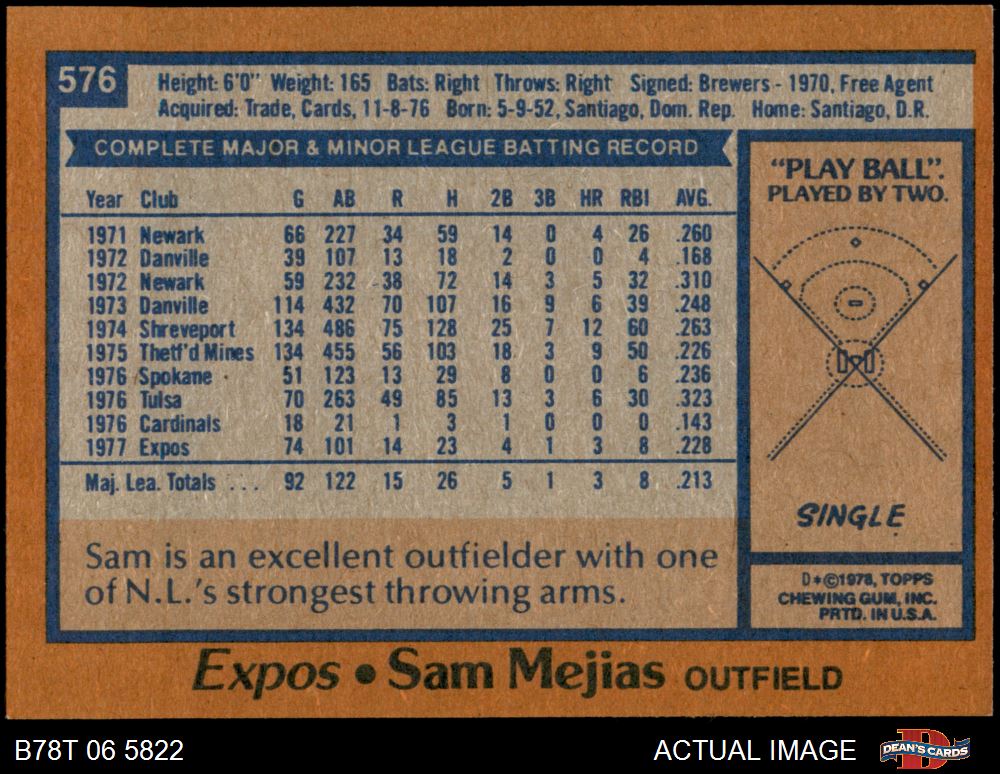 576
Height: 6'0" Weight: 165 Bats: Right Throws: Right Signed: Brewers - 1970, Free Agent
Acquired: Trade, Cards, 11-8-76 Born: 5-9-52, Santiago, Dom. Rep. Home: Santiago, D.R.
COMPLETE MAJOR & MINOR LEAGUE BATTING RECORD
Year Club G AB R H 2B 3B HR RBI AVG.
1971 Newark 66 227 34 59 14 0 4 26 .260
1972 Danville 39 107 13 18 2 0 0 4 .168
1972 Newark 59 232 38 72 14 3 5 32 .310
1973 Danville 114 432 70 107 16 9 6 39 .248
1974 Shreveport 134 486 75 128 25 7 12 60 .263
1975 Thetf'd Mines 134 455 56 103 18 3 9 50 .226
1976 Spokane 51 123 13 29 8 0 0 6 .236
1976 Tulsa 70 263 49 85 13 3 6 30 .323
1976 Cardinals 18 21 1 3 1 0 0 0 .143
1977 Expos 74 101 14 23 4 1 3 8 .228
Maj. Lea. Totals . . . 92 122 15 26 5 1 3 8 .213
Sam is an excellent outfielder with one
of N.L.'s strongest throwing arms.
"PLAY BALL".
PLAYED BY TWO.
SINGLE
D*©1978, TOPPS
CHEWING GUM, INC.
PRTD. IN U.S.A.
Expos • Sam Mejias OUTFIELD
B78T 06 5822 ACTUAL IMAGE
D
DEAN'S CARDS